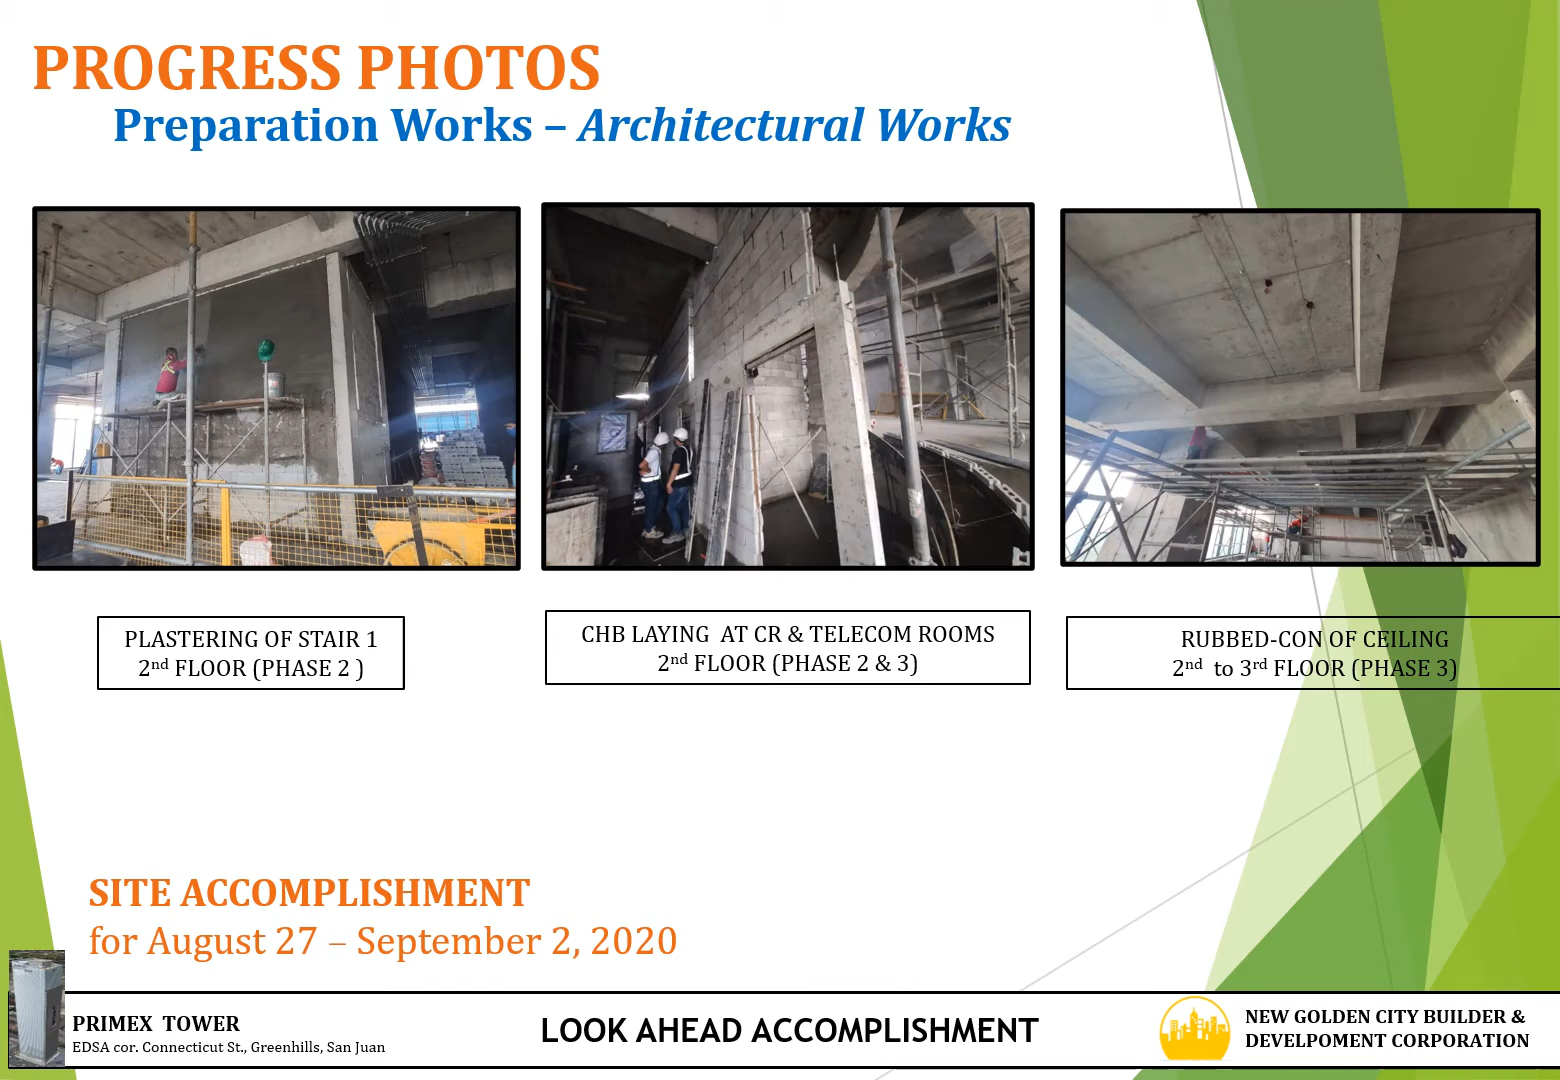 PROGRESS PHOTOS
Preparation Works – Architectural Works
PLASTERING OF STAIR 1
2nd FLOOR (PHASE 2 )
CHB LAYING  AT CR & TELECOM ROOMS
2nd FLOOR (PHASE 2 & 3)
RUBBED-CON OF CEILING
2nd  to 3rd FLOOR (PHASE 3)
SITE ACCOMPLISHMENT
for August 27 – September 2, 2020
PRIMEX  TOWER
EDSA cor. Connecticut St., Greenhills, San Juan
LOOK AHEAD ACCOMPLISHMENT
NEW GOLDEN CITY BUILDER &
DEVELPOMENT CORPORATION